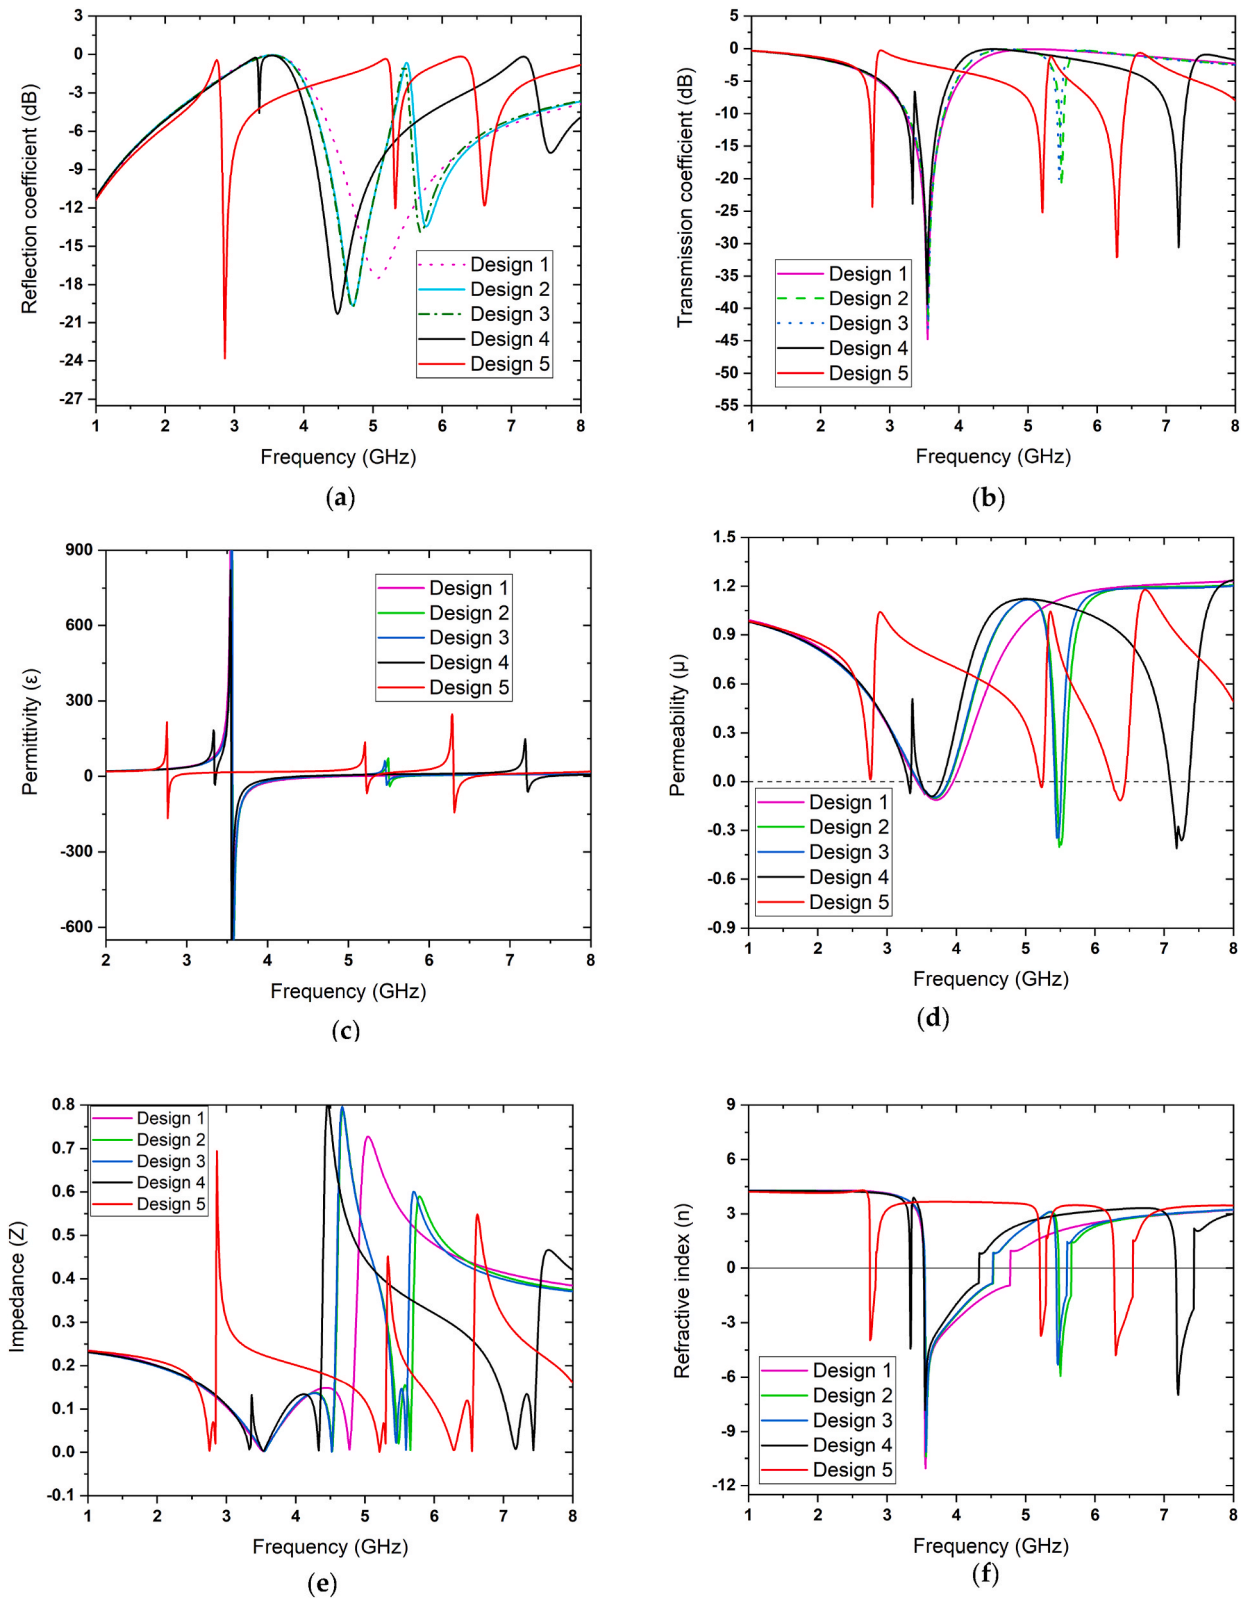 3
0
-3
-6
-9
-12
-15
-18
-21
-24
-27
Reflection coefficient (dB)
Design 1
Design 2
Design 3
Design 4
Design 5
1 2 3 4 5 6 7 8
Frequency (GHz)
(a)
5
0
-5
-10
-15
-20
-25
-30
-35
-40
-45
-50
-55
Transmission coefficient (dB)
Design 1
Design 2
Design 3
Design 4
Design 5
1 2 3 4 5 6 7 8
Frequency (GHz)
(b)
900
600
300
0
-300
-600
Permittivity (ε)
Design 1
Design 2
Design 3
Design 4
Design 5
2 3 4 5 6 7 8
Frequency (GHz)
(c)
1.5
1.2
0.9
0.6
0.3
0.0
-0.3
-0.6
-0.9
Permeability (μ)
Design 1
Design 2
Design 3
Design 4
Design 5
1 2 3 4 5 6 7 8
Frequency (GHz)
(d)
0.8
0.7
0.6
0.5
0.4
0.3
0.2
0.1
0.0
-0.1
Impedance (Z)
Design 1
Design 2
Design 3
Design 4
Design 5
1 2 3 4 5 6 7 8
Frequency (GHz)
(e)
9
6
3
0
-3
-6
-9
-12
Refractive index (n)
Design 1
Design 2
Design 3
Design 4
Design 5
1 2 3 4 5 6 7 8
Frequency (GHz)
(f)